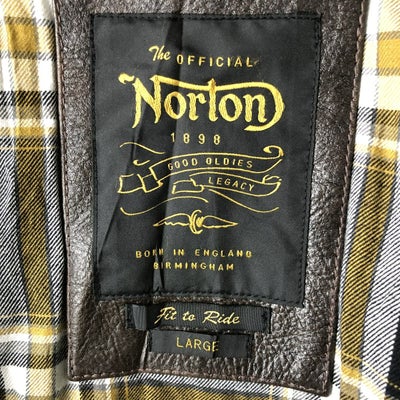 The OFFICIAL
Norton
1898
GOOD OLDIES
LEGACY
BORN IN ENGLAND
BIRMINGHAM
Fit to Ride
LARGE